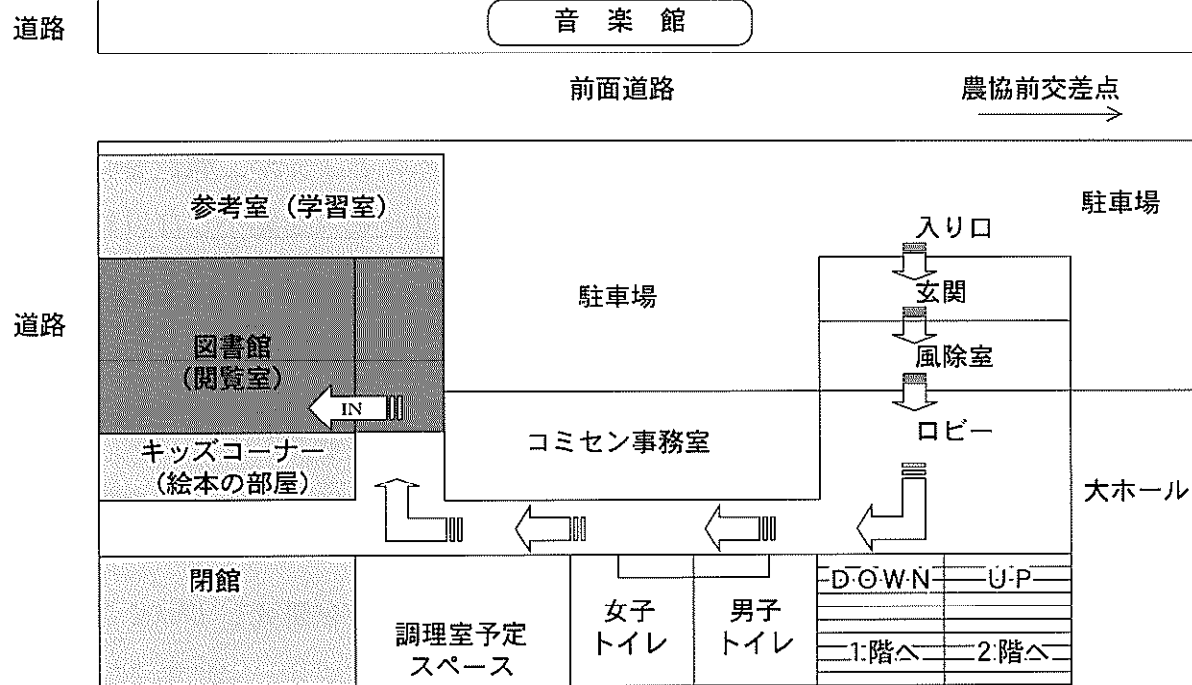 道路
音楽館
前面道路
農協前交差点
参考室（学習室）
駐車場
入り口
駐車場
玄関
道路
図書館
(閲覧室)
風除室
IN
ロビー
コミセン事務室
キッズコーナー
(絵本の部屋)
大ホール
閉館
調理室予定
スペース
女子
トイレ
男子
トイレ
DOWN
UP
1階へ
2階へ